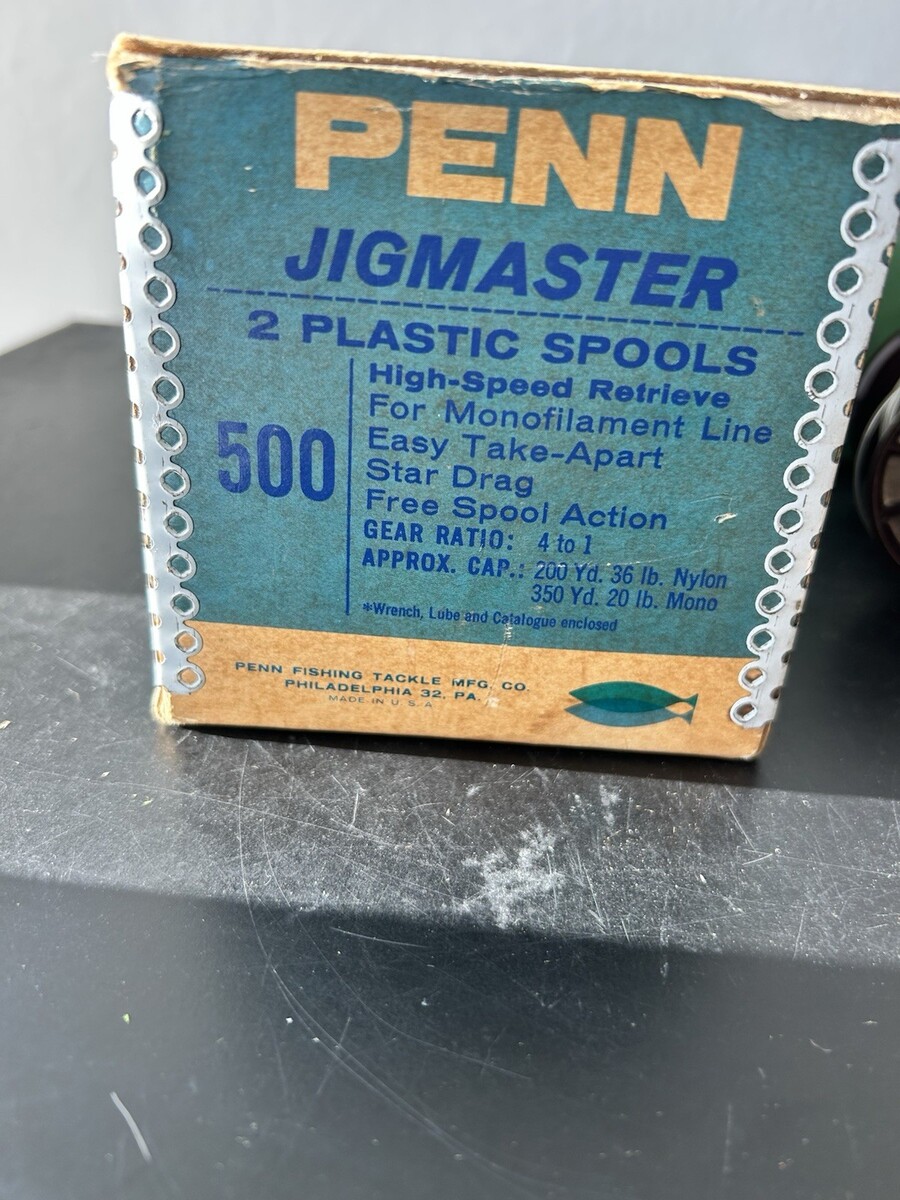 PENN
JIGMASTER
2 PLASTIC SPOOLS
500
High-Speed Retrieve
For Monofilament Line
Easy Take-Apart
Star Drag
Free Spool Action
GEAR RATIO: 4 to 1
APPROX. CAP.: 200 Yd. 36 lb. Nylon
350 Yd. 20 lb. Mono
*Wrench, Lube and Catalogue enclosed
PENN FISHING TACKLE MFG. CO.
PHILADELPHIA 32, PA.
MADE IN U.S.A